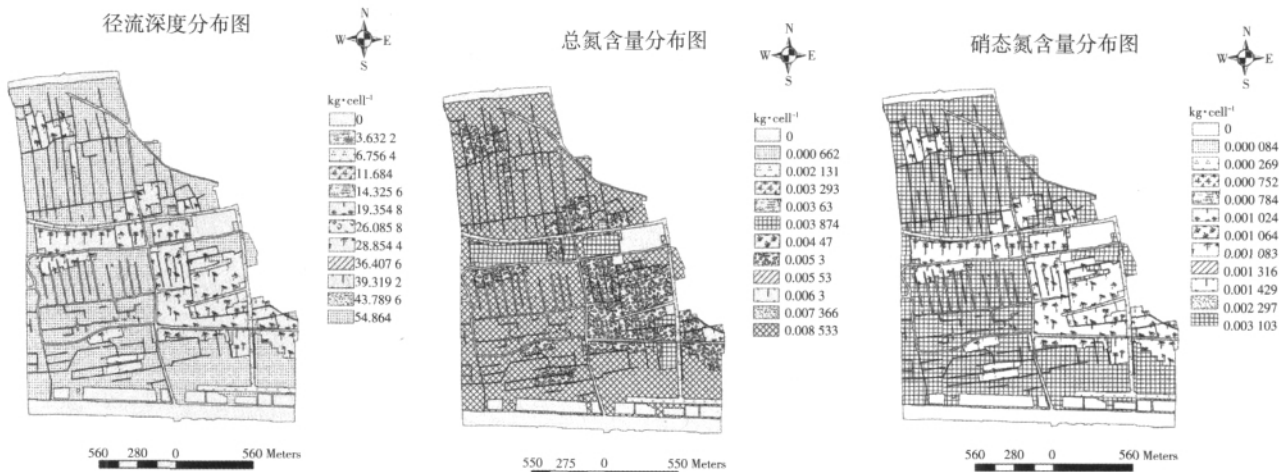 径流深度分布图
N
W E
S
kg·cell⁻¹
0
3.632 2
6.756 4
11.684
14.325 6
19.354 8
26.085 8
28.854 4
36.407 6
39.319 2
43.789 6
54.864
560 280 0 560 Meters
总氮含量分布图
N
W E
S
kg·cell⁻¹
0
0.000 662
0.002 131
0.003 293
0.003 63
0.003 874
0.004 47
0.005 3
0.005 53
0.006 3
0.007 366
0.008 533
550 275 0 550 Meters
硝态氮含量分布图
N
W E
S
kg·cell⁻¹
0
0.000 084
0.000 269
0.000 752
0.000 784
0.001 024
0.001 064
0.001 083
0.001 316
0.001 429
0.002 297
0.003 103
560 280 0 560 Meters